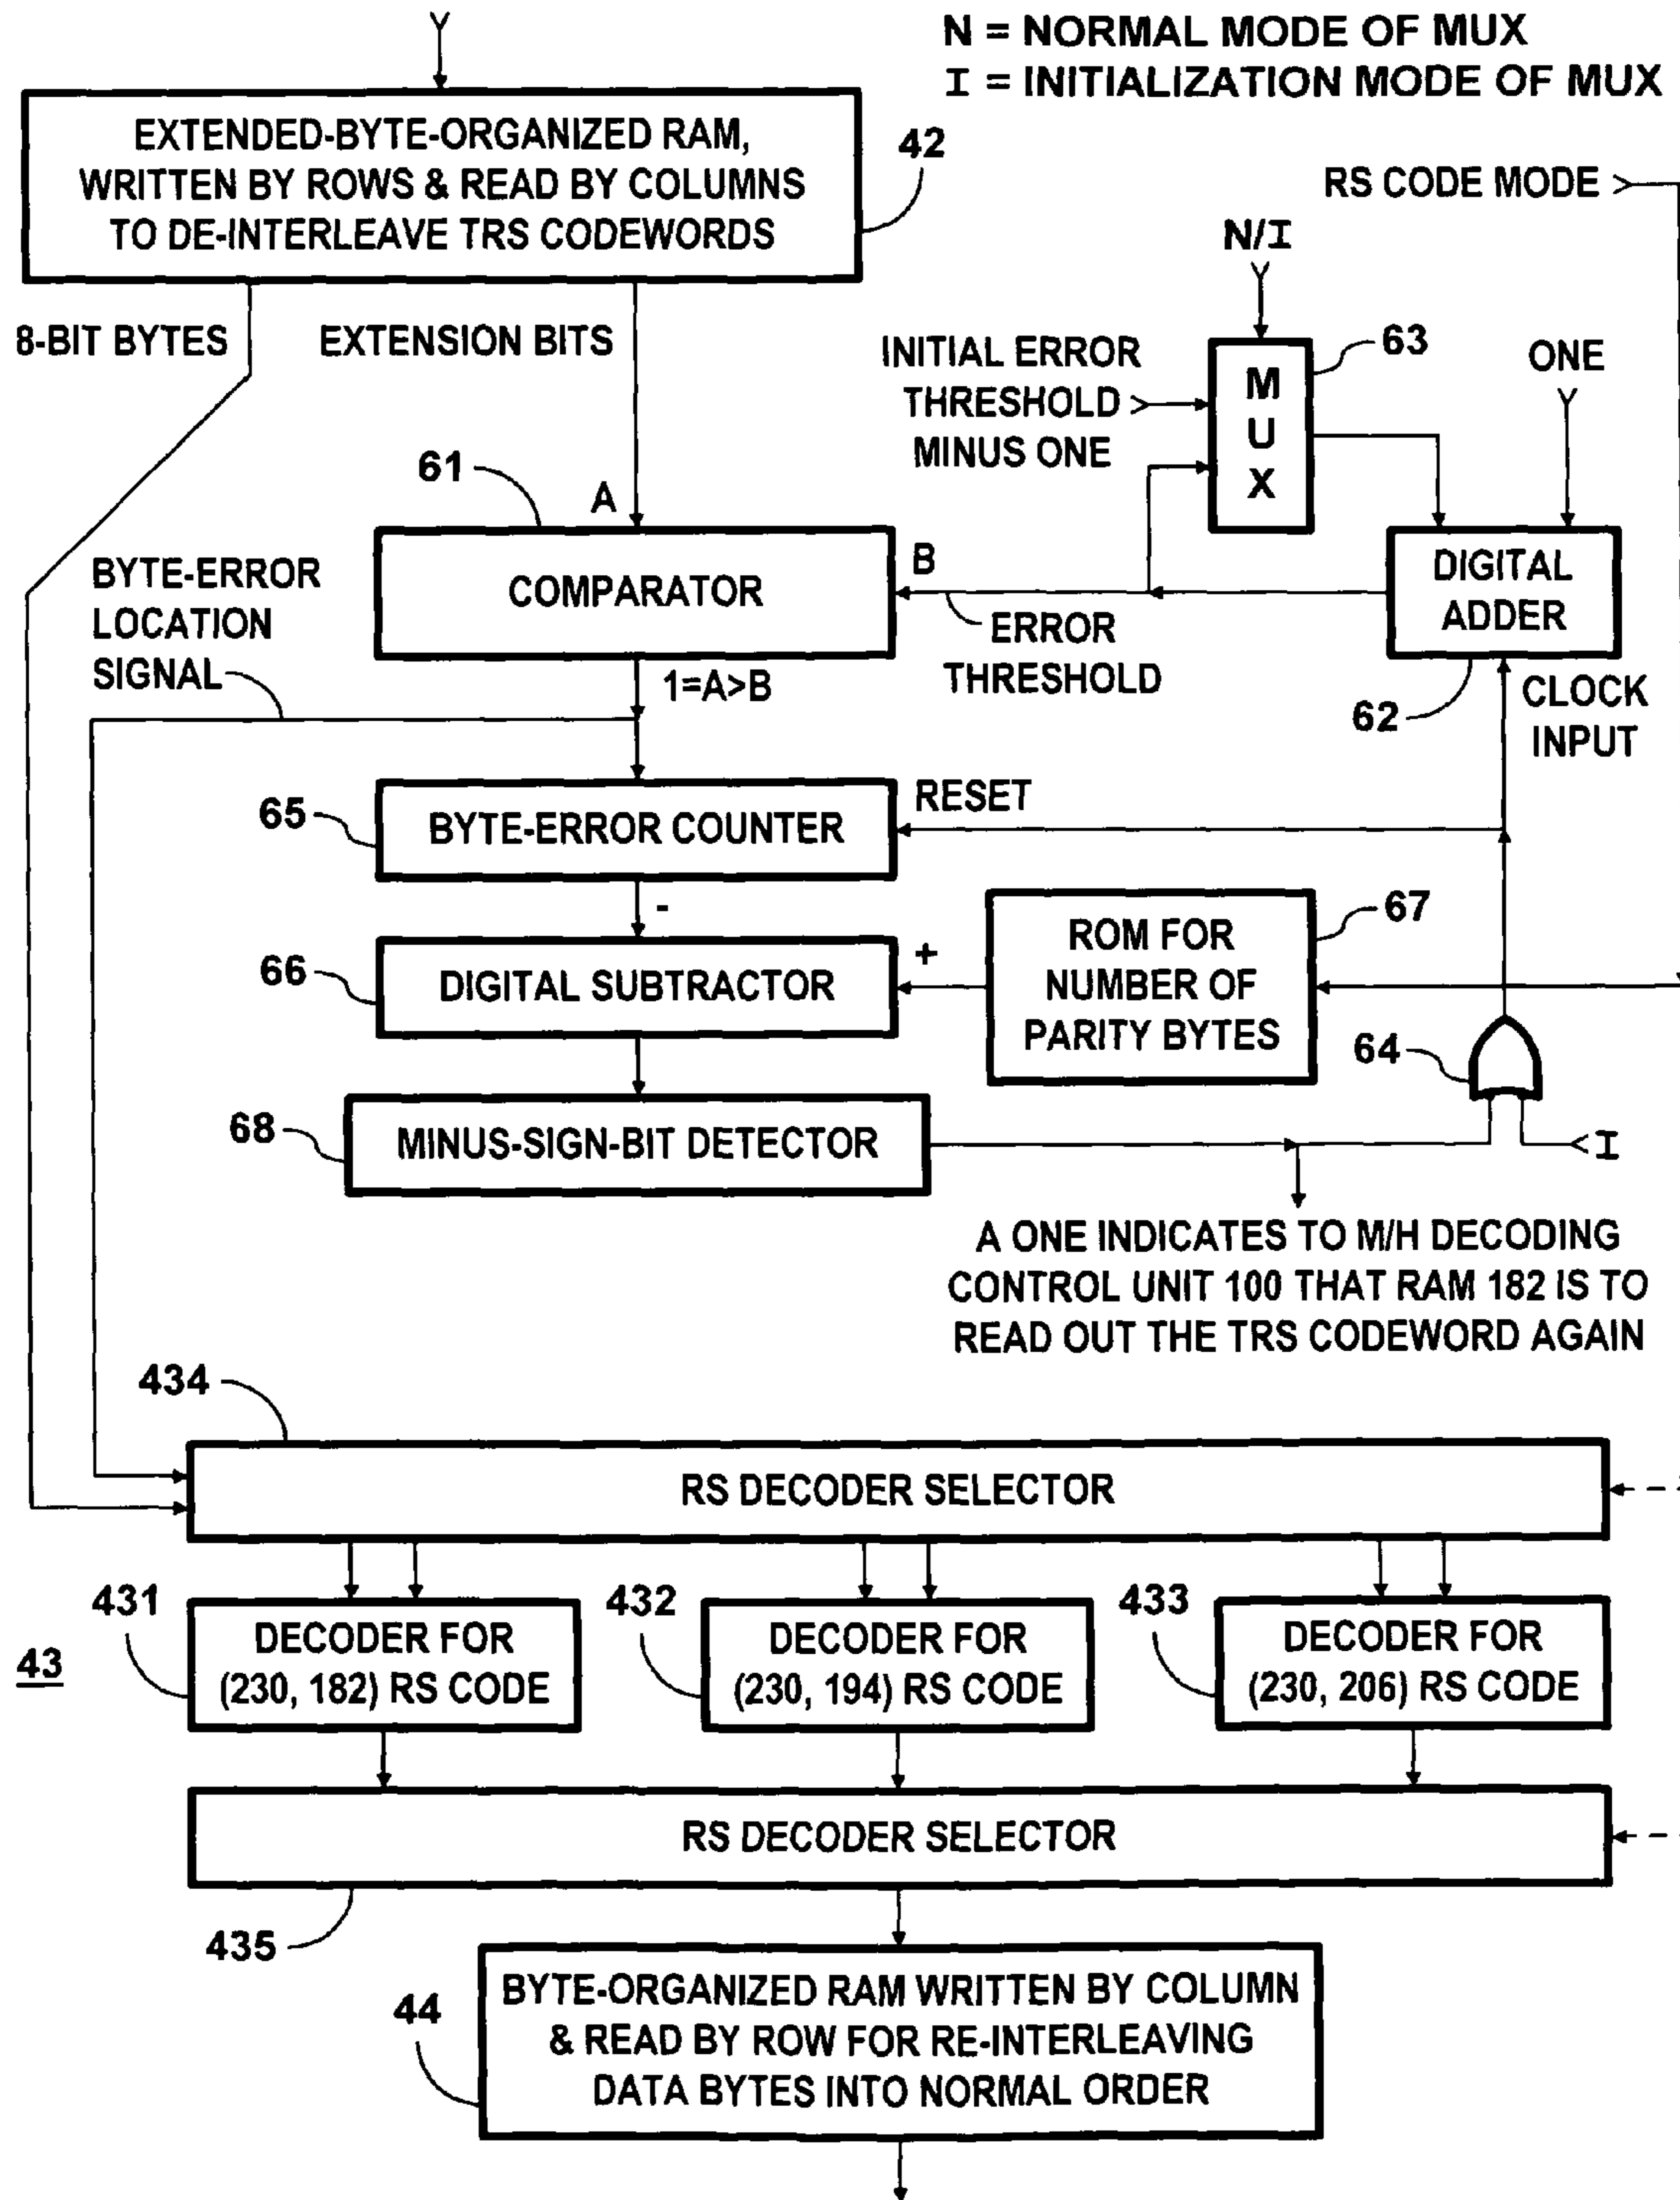 N = NORMAL MODE OF MUX
I = INITIALIZATION MODE OF MUX
EXTENDED-BYTE-ORGANIZED RAM,
WRITTEN BY ROWS & READ BY COLUMNS
TO DE-INTERLEAVE TRS CODEWORDS
42
RS CODE MODE
N/I
8-BIT BYTES
EXTENSION BITS
INITIAL ERROR
THRESHOLD
MINUS ONE
M
U
X
63
ONE
61
A
COMPARATOR
B
ERROR
THRESHOLD
DIGITAL
ADDER
62
CLOCK
INPUT
BYTE-ERROR
LOCATION
SIGNAL
1=A>B
65
BYTE-ERROR COUNTER
RESET
-
66
DIGITAL SUBTRACTOR
+
ROM FOR
NUMBER OF
PARITY BYTES
67
64
68
MINUS-SIGN-BIT DETECTOR
I
A ONE INDICATES TO M/H DECODING
CONTROL UNIT 100 THAT RAM 182 IS TO
READ OUT THE TRS CODEWORD AGAIN
434
RS DECODER SELECTOR
43
431
DECODER FOR
(230, 182) RS CODE
432
DECODER FOR
(230, 194) RS CODE
433
DECODER FOR
(230, 206) RS CODE
RS DECODER SELECTOR
435
44
BYTE-ORGANIZED RAM WRITTEN BY COLUMN
& READ BY ROW FOR RE-INTERLEAVING
DATA BYTES INTO NORMAL ORDER